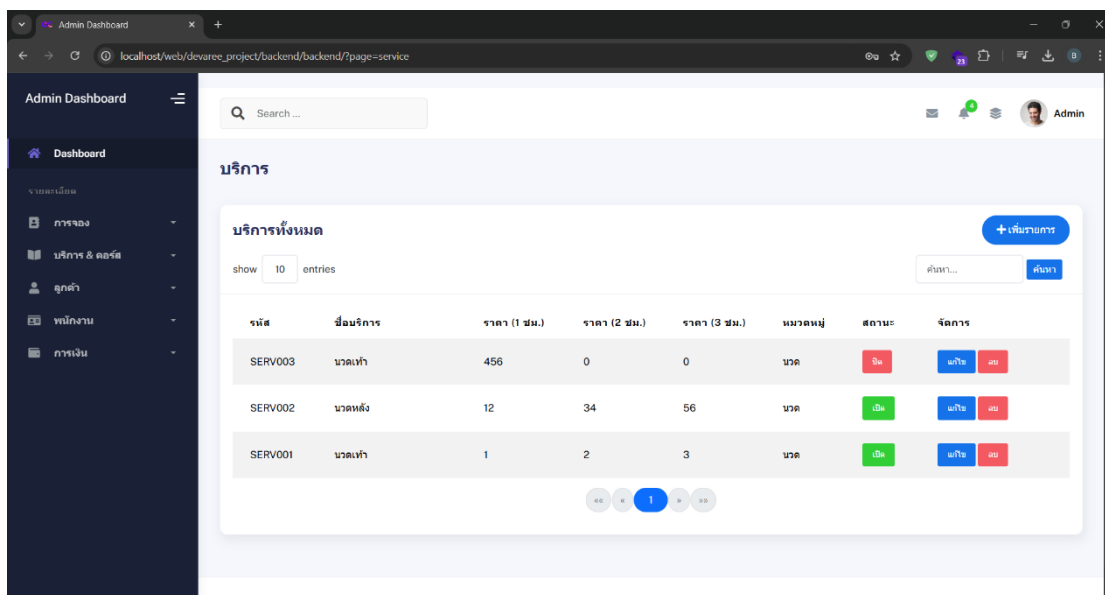 Admin Dashboard
localhost/web/devaree_project/backend/backend/?page=service
23
B
Admin Dashboard
Search ...
4
Admin
Dashboard
รายละเอียด
การจอง
บริการ & คอร์ส
ลูกค้า
พนักงาน
การเงิน
บริการ
บริการทั้งหมด
+ เพิ่มรายการ
show 10 entries
ค้นหา... ค้นหา
รหัส ชื่อบริการ ราคา (1 ชม.) ราคา (2 ชม.) ราคา (3 ชม.) หมวดหมู่ สถานะ จัดการ
SERV003 นวดเท้า 456 0 0 นวด ปิด แก้ไข ลบ
SERV002 นวดหลัง 12 34 56 นวด เปิด แก้ไข ลบ
SERV001 นวดเท้า 1 2 3 นวด เปิด แก้ไข ลบ
«« « 1 » »»